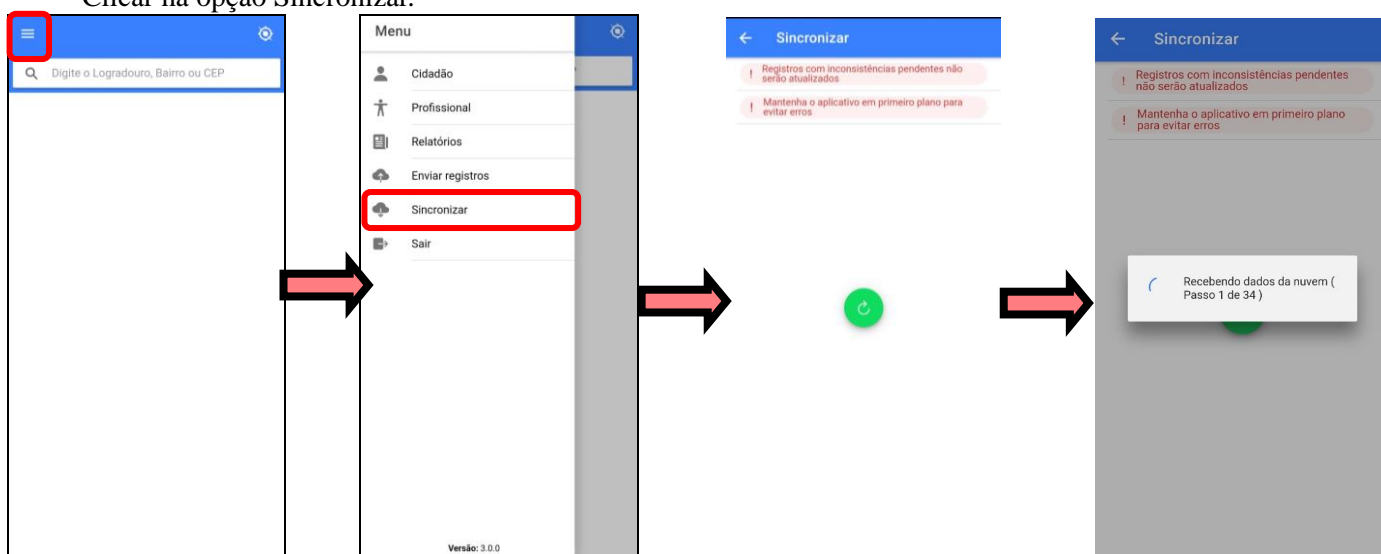 Clicar na opção Sincronizar.
Digite o Logradouro, Bairro ou CEP
Menu
Cidadão
Profissional
Relatórios
Enviar registros
Sincronizar
Sair
Versão: 3.0.0
Sincronizar
! Registros com inconsistências pendentes não
serão atualizados
! Mantenha o aplicativo em primeiro plano para
evitar erros
Sincronizar
! Registros com inconsistências pendentes
não serão atualizados
! Mantenha o aplicativo em primeiro plano
para evitar erros
Recebendo dados da nuvem (
Passo 1 de 34 )